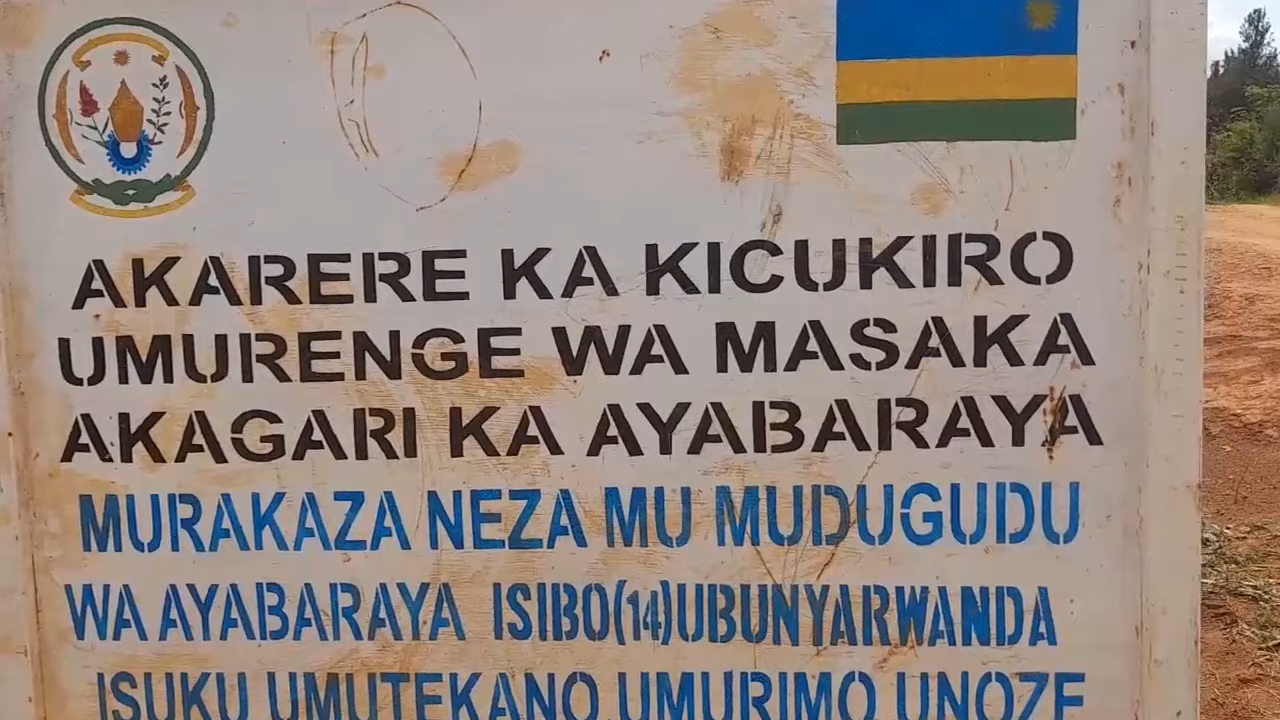 AKARERE KA KICUKIRO
UMURENGE WA MASAKA
AKAGARI KA AYABARAYA
MURAKAZA NEZA MU MUDUGUDU
WA AYABARAYA ISIBO(14)UBUNYARWANDA
ISUKU UMUTEKANO,UMURIMO UNOZE